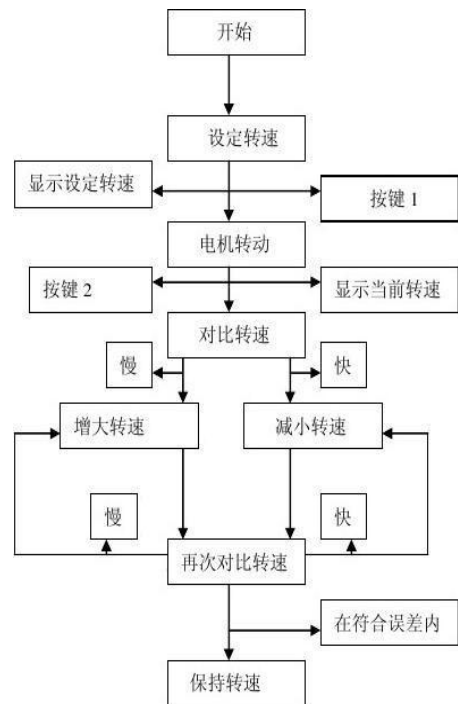 开始
设定转速
显示设定转速
按键 1
电机转动
按键 2
显示当前转速
对比转速
慢
快
增大转速
减小转速
慢
快
再次对比转速
在符合误差内
保持转速